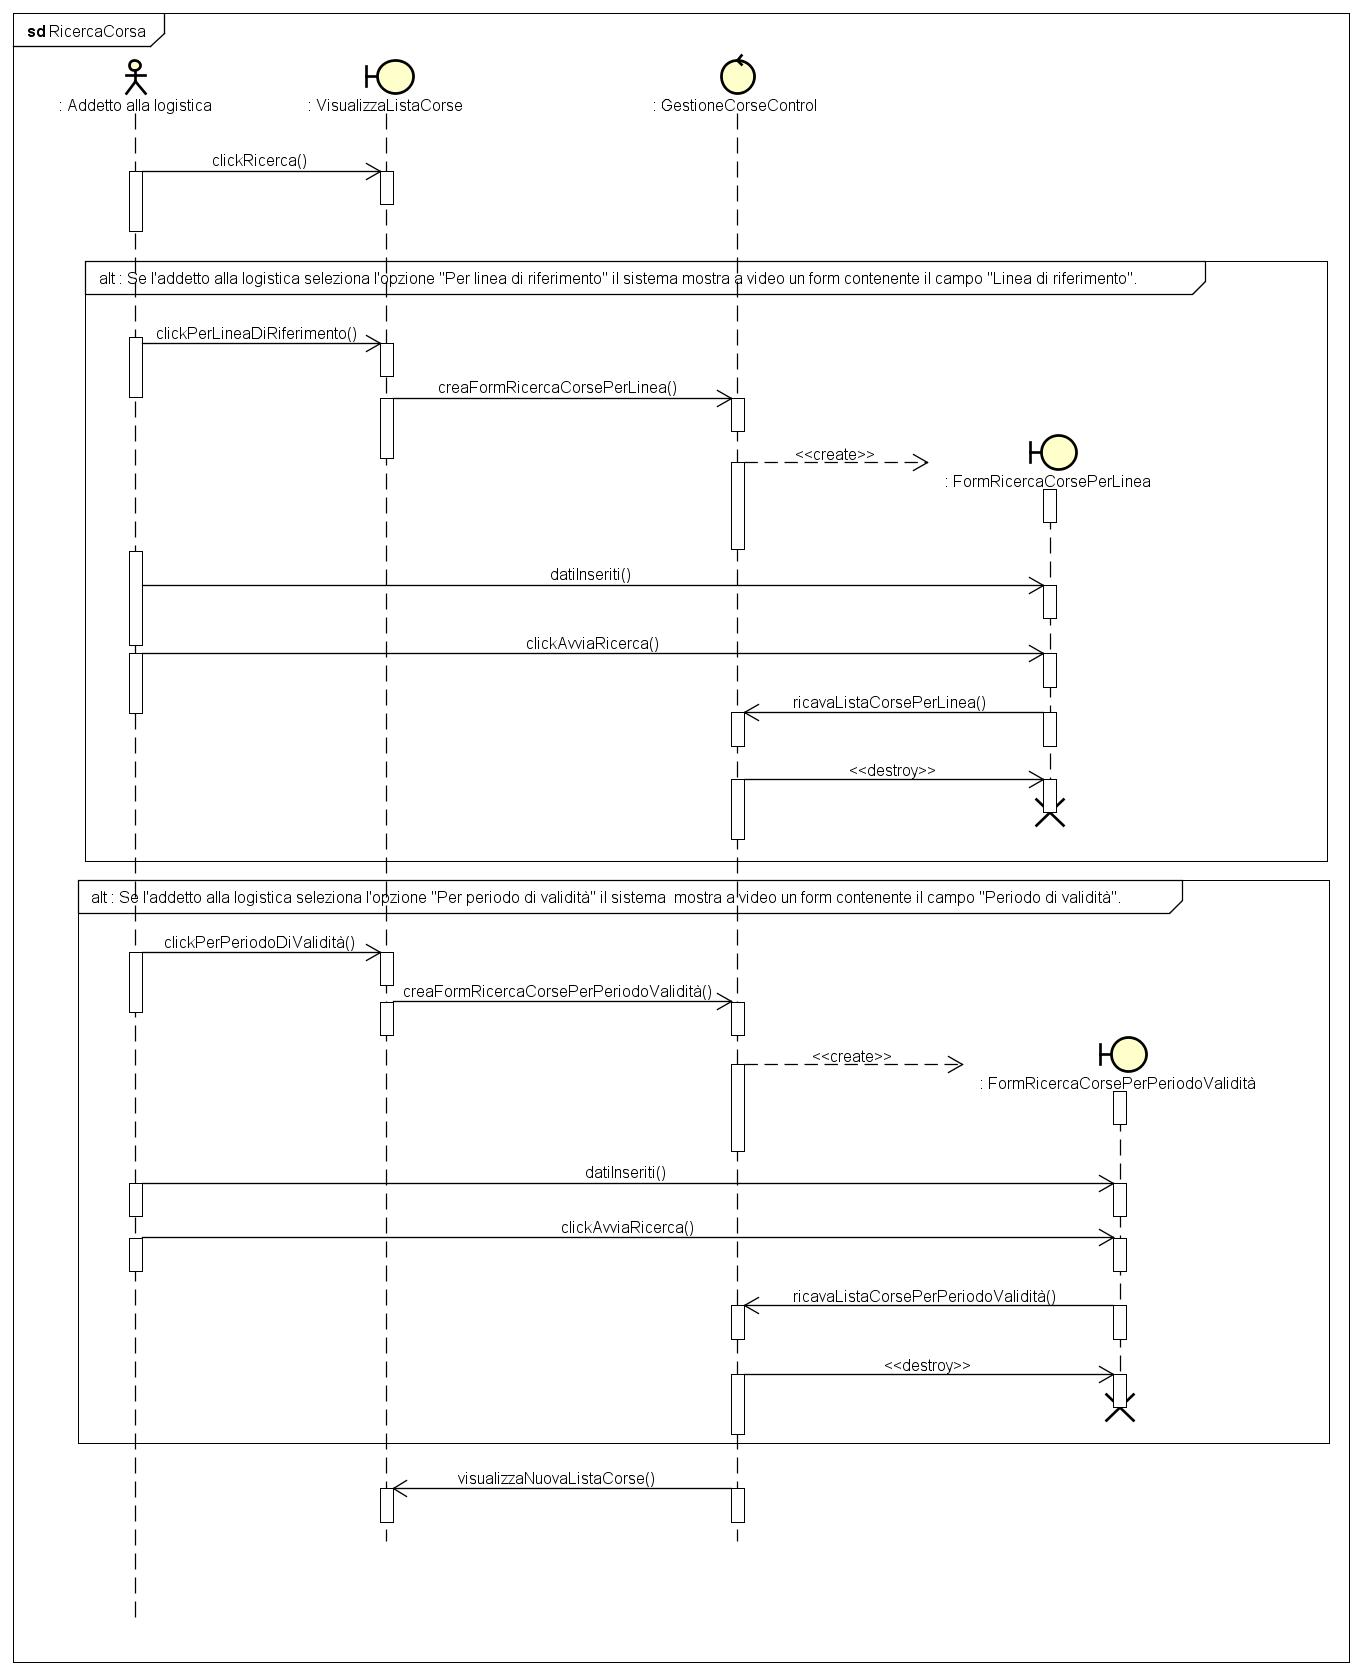 sd RicercaCorsa
: Addetto alla logistica
: VisualizzaListaCorse
: GestioneCorseControl
clickRicerca()
alt : Se l'addetto alla logistica seleziona l'opzione "Per linea di riferimento" il sistema mostra a video un form contenente il campo "Linea di riferimento".
clickPerLineaDiRiferimento()
creaFormRicercaCorsePerLinea()
<<create>>
: FormRicercaCorsePerLinea
datiInseriti()
clickAvviaRicerca()
ricavaListaCorsePerLinea()
<<destroy>>
alt : Se l'addetto alla logistica seleziona l'opzione "Per periodo di validità" il sistema  mostra a video un form contenente il campo "Periodo di validità".
clickPerPeriodoDiValidità()
creaFormRicercaCorsePerPeriodoValidità()
<<create>>
: FormRicercaCorsePerPeriodoValidità
datiInseriti()
clickAvviaRicerca()
ricavaListaCorsePerPeriodoValidità()
<<destroy>>
visualizzaNuovaListaCorse()